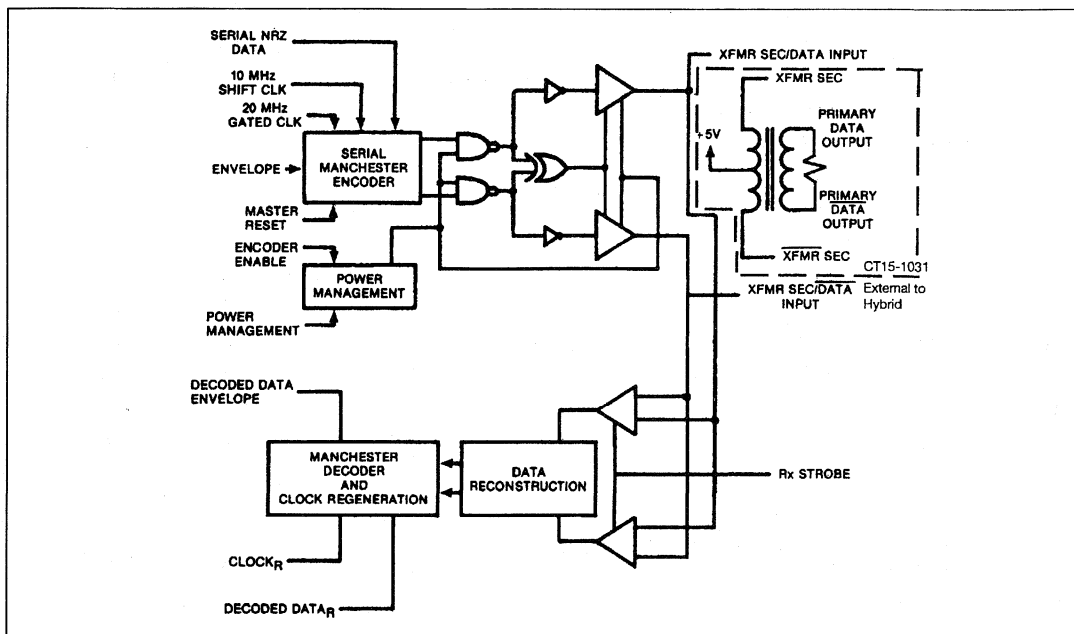 SERIAL NRZ
DATA
10 MHz
SHIFT CLK
20 MHz
GATED CLK
ENVELOPE
SERIAL
MANCHESTER
ENCODER
MASTER
RESET
ENCODER
ENABLE
POWER
MANAGEMENT
POWER
MANAGEMENT
XFMR SEC/DATA INPUT
XFMR SEC
+5V
PRIMARY
DATA
OUTPUT
PRIMARY
DATA
OUTPUT
XFMR SEC
CT15-1031
XFMR SEC/DATA
INPUT
External to
Hybrid
DECODED DATA
ENVELOPE
MANCHESTER
DECODER
AND
CLOCK REGENERATION
DATA
RECONSTRUCTION
Rx STROBE
CLOCKR
DECODED DATAR